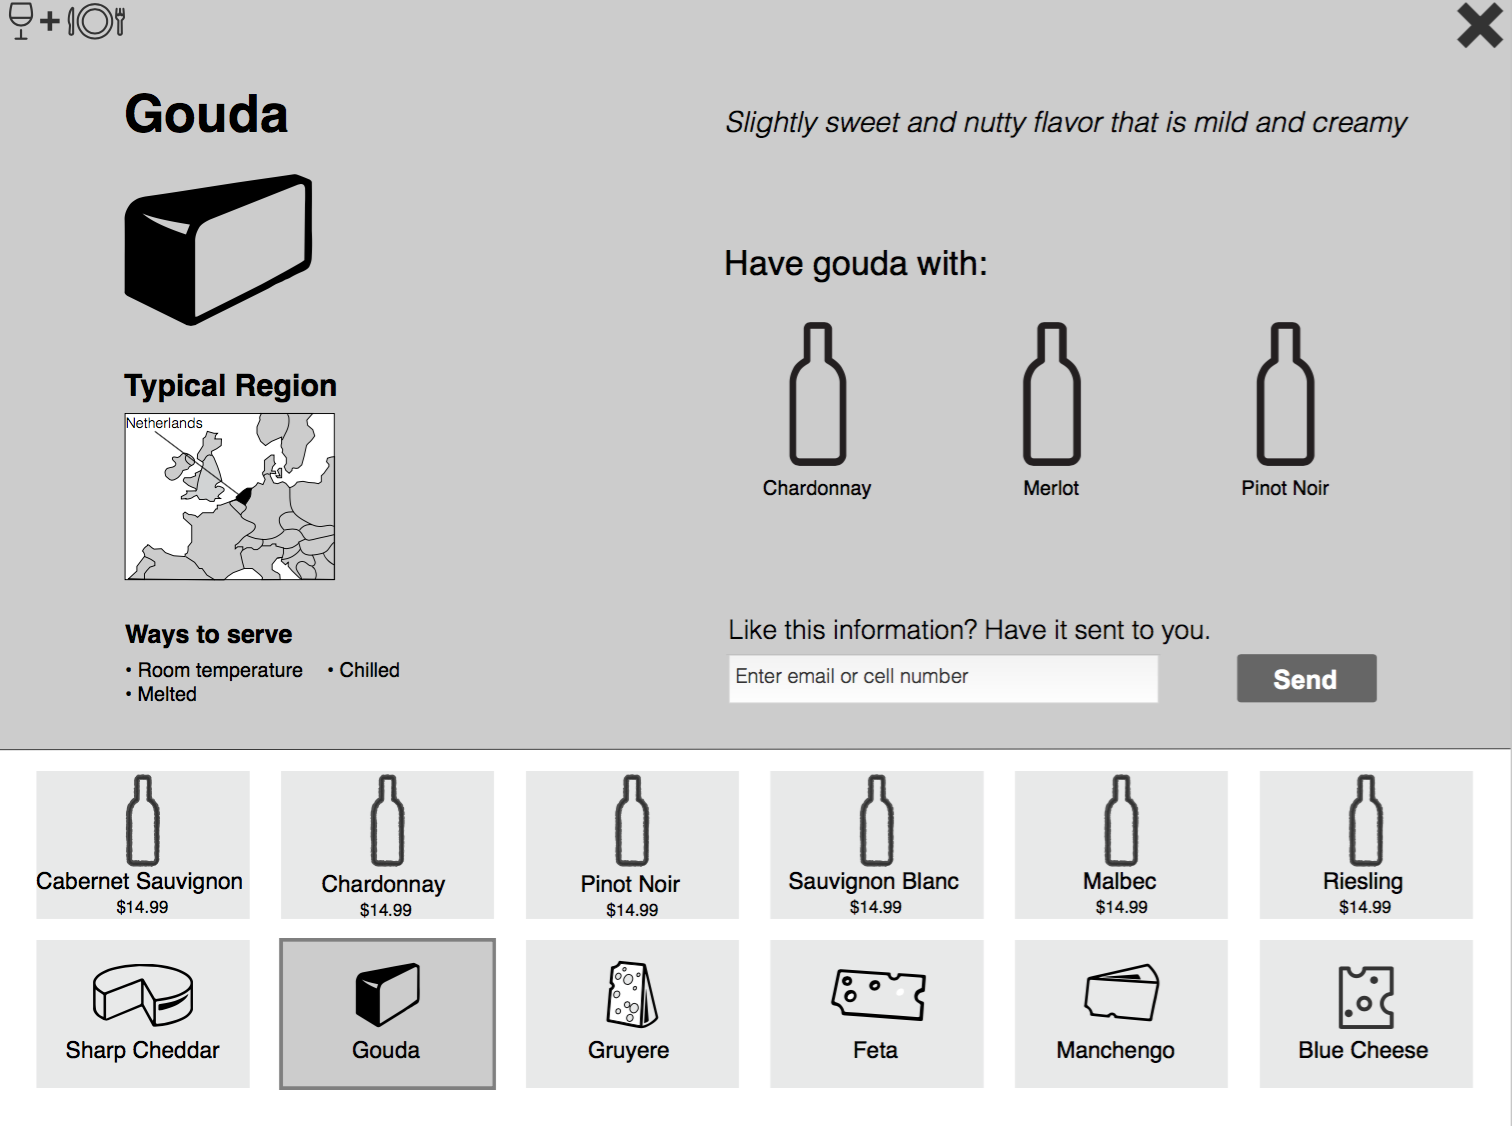 Gouda
Slightly sweet and nutty flavor that is mild and creamy
Have gouda with:
Chardonnay
Merlot
Pinot Noir
Typical Region
Netherlands
Ways to serve
• Room temperature
• Chilled
• Melted
Like this information? Have it sent to you.
Enter email or cell number
Send
Cabernet Sauvignon
$14.99
Chardonnay
$14.99
Pinot Noir
$14.99
Sauvignon Blanc
$14.99
Malbec
$14.99
Riesling
$14.99
Sharp Cheddar
Gouda
Gruyere
Feta
Manchengo
Blue Cheese